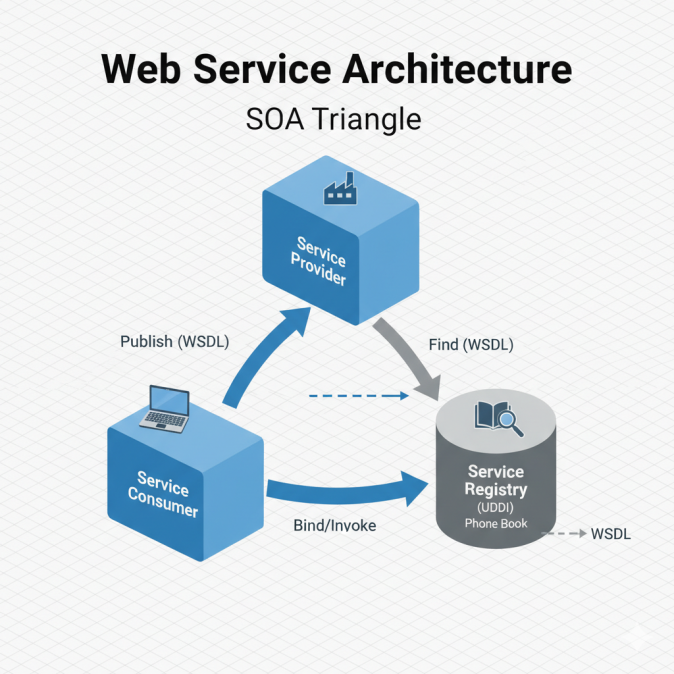 Web Service Architecture
SOA Triangle
Service
Provider
Publish (WSDL)
Find (WSDL)
Service
Consumer
Service
Registry
(UDDI)
Phone Book
Bind/Invoke
WSDL